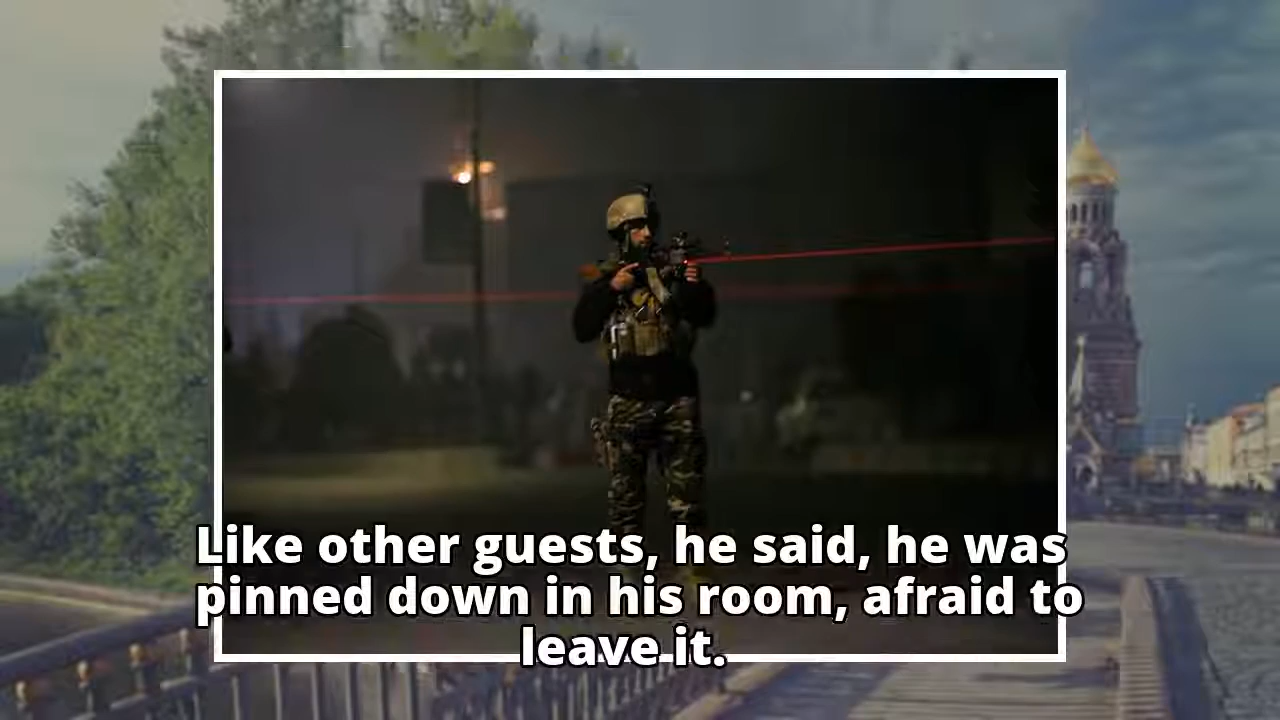 Like other guests, he said, he was
pinned down in his room, afraid to
leave it.